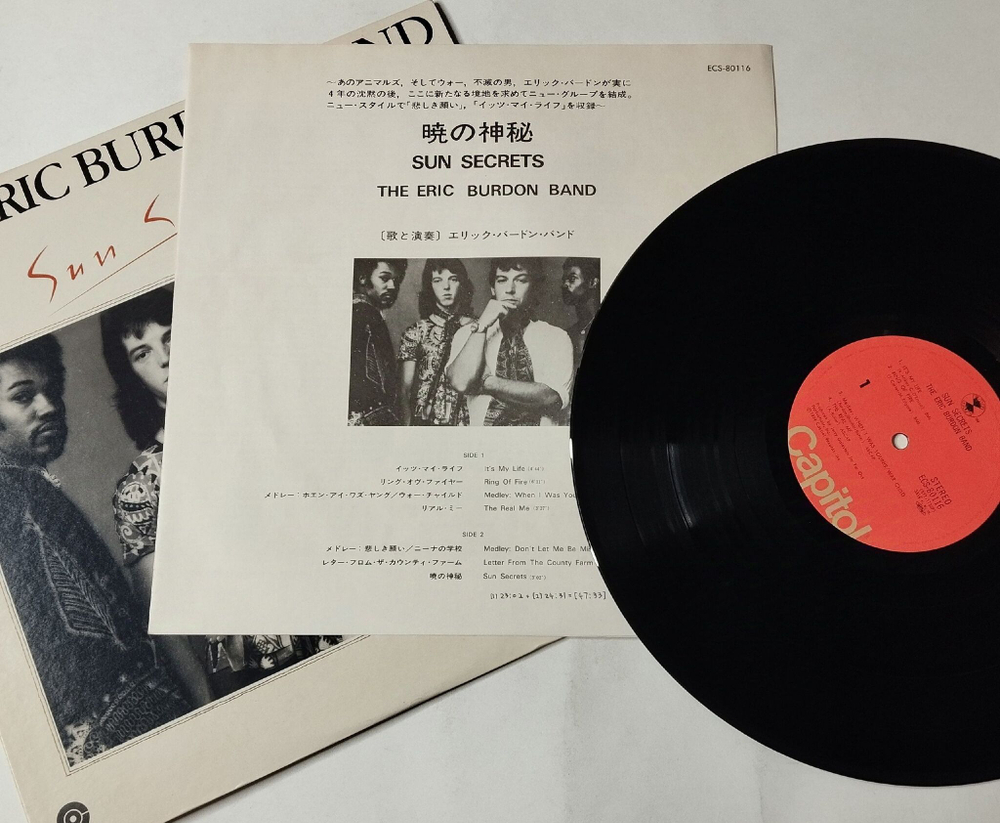 ERIC BUR
ND
Sun S
ECS-80116
〜あのアニマルズ，そしてウォー，不滅の男，エリック・バードンが実に
4年の沈黙の後，ここに新たなる境地を求めてニュー・グループを結成。
ニュー・スタイルで「悲しき願い」，「イッツ・マイ・ライフ」を収録〜
暁の神秘
SUN SECRETS
THE ERIC BURDON BAND
〔歌と演奏〕エリック・バードン・バンド
SIDE 1
イッツ・マイ・ライフ It's My Life
リング・オヴ・ファイヤー Ring Of Fire
メドレー：ホエン・アイ・ワズ・ヤング／ウォー・チャイルド Medley: When I Was You
リアル・ミー The Real Me
SIDE 2
メドレー：悲しき願い／ニーナの学校 Medley: Don't Let Me Be Mi
レター・フロム・ザ・カウンティ・ファーム Letter From The County Farm
暁の神秘 Sun Secrets
(1) 23:02 + (2) 24:31 = [47:33]
SUN SECRETS
THE ERIC BURDON BAND
1
STEREO
ECS-80116
Capitol